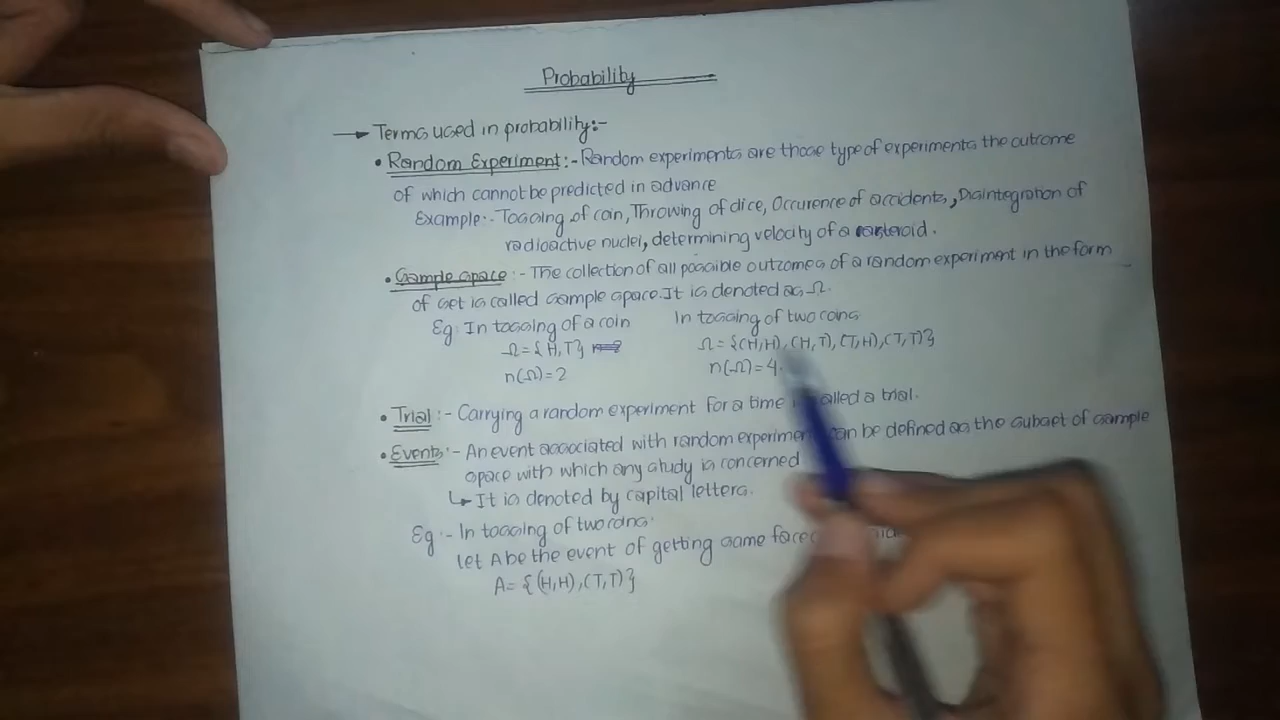 Probability
→ Terms used in probability:-
• Random Experiment:- Random experiments are those type of experiments the outcome
of which cannot be predicted in advance
Example:- Tossing of coin, Throwing of dice, Occurence of accidents, Disintegration of
radioactive nuclei, determining velocity of a asteroid.
• Sample space:- The collection of all possible outcomes of a random experiment in the form
of set is called sample space. It is denoted as Ω.
Eg: In tossing of a coin In tossing of two coins
Ω = {H,T} Ω = {(H,H),(H,T),(T,H),(T,T)}
n(Ω)=2 n(Ω)=4.
• Trial:- Carrying a random experiment for a time called a trial.
• Events:- An event associated with random experiment can be defined as the subset of sample
space with which any study is concerned
↳ It is denoted by capital letters.
Eg:- In tossing of two coins.
Let A be the event of getting same face
A = {(H,H),(T,T)}